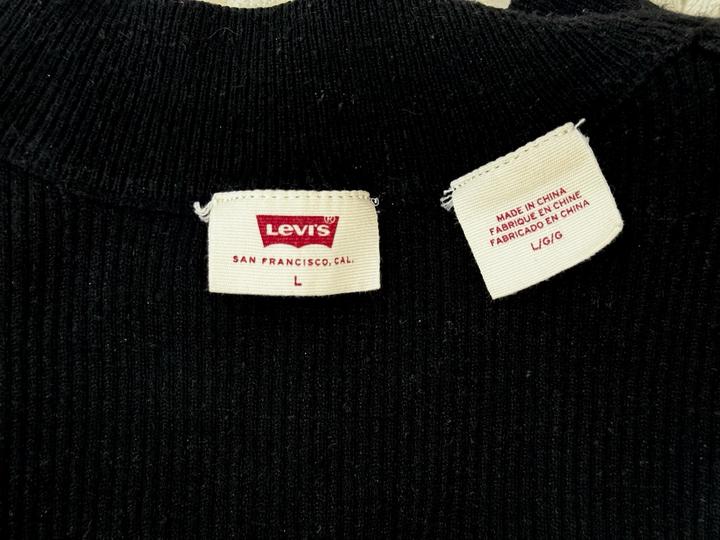 Levi's®
SAN FRANCISCO, CAL.
L
MADE IN CHINA
FABRIQUE EN CHINE
FABRICADO EN CHINA
L/G/G